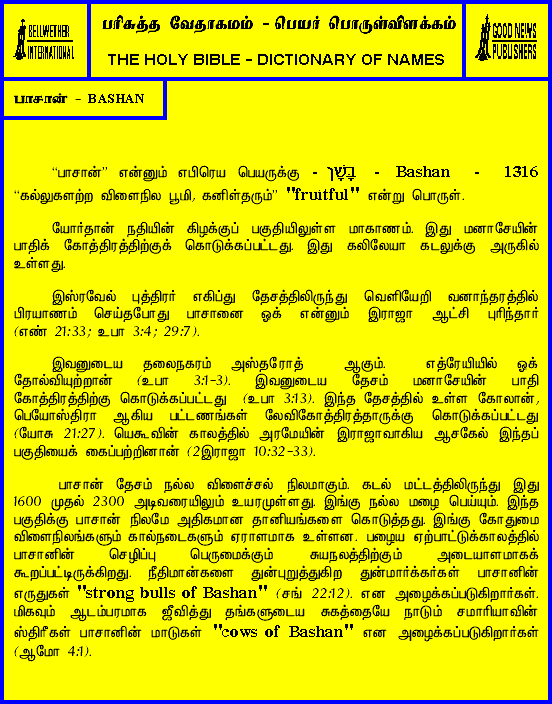 BELLWETHER
INTERNATIONAL
பரிசுத்த வேதாகமம் - பெயர் பொருள்விளக்கம்
THE HOLY BIBLE - DICTIONARY OF NAMES
GOOD NEWS
PUBLISHERS
பாசான் - BASHAN
“பாசான்” என்னும் எபிரெய பெயருக்கு - בָּשָׁן - Bashan - 1316
“கல்லுகளற்ற விளைநில பூமி, கனிள்தரும்” "fruitful" என்று பொருள்.
யோர்தான் நதியின் கிழக்குப் பகுதியிலுள்ள மாகாணம். இது மனாசேயின்
பாதிக் கோத்திரத்திற்குக் கொடுக்கப்பட்டது. இது கலிலேயா கடலுக்கு அருகில்
உள்ளது.
இஸ்ரவேல் புத்திரர் எகிப்து தேசத்திலிருந்து வெளியேறி வனாந்தரத்தில்
பிரயாணம் செய்தபோது பாசானை ஓக் என்னும் இராஜா ஆட்சி புரிந்தார்
(எண் 21:33; உபா 3:4; 29:7).
இவனுடைய தலைநகரம் அஸ்தரோத் ஆகும். எத்ரேயியில் ஓக்
தோல்வியுற்றான் (உபா 3:1-3). இவனுடைய தேசம் மனாசேயின் பாதி
கோத்திரத்திற்கு கொடுக்கப்பட்டது (உபா 3:13). இந்த தேசத்தில் உள்ள கோலான்,
பெயோஸ்திரா ஆகிய பட்டணங்கள் லேவிகோத்திரத்தாருக்கு கொடுக்கப்பட்டது
(யோசு 21:27). யெகூவின் காலத்தில் அரமேயின் இராஜாவாகிய ஆசகேல் இந்தப்
பகுதியைக் கைப்பற்றினான் (2இராஜா 10:32-33).
பாசான் தேசம் நல்ல விளைச்சல் நிலமாகும். கடல் மட்டத்திலிருந்து இது
1600 முதல் 2300 அடிவரையிலும் உயரமுள்ளது. இங்கு நல்ல மழை பெய்யும். இந்த
பகுதிக்கு பாசான் நிலமே அதிகமான தானியங்களை கொடுத்தது. இங்கு கோதுமை
விளைநிலங்களும் கால்நடைகளும் ஏராளமாக உள்ளன. பழைய ஏற்பாட்டுக்காலத்தில்
பாசானின் செழிப்பு பெருமைக்கும் சுயநலத்திற்கும் அடையாளமாகக்
கூறப்பட்டிருக்கிறது. நீதிமான்களை துன்புறுத்துகிற துன்மார்க்கர்கள் பாசானின்
எருதுகள் "strong bulls of Bashan" (சங் 22:12). என அழைக்கப்படுகிறார்கள்.
மிகவும் ஆடம்பரமாக ஜீவித்து தங்களுடைய சுகத்தையே நாடும் சமாரியாவின்
ஸ்திரீகள் பாசானின் மாடுகள் "cows of Bashan" என அழைக்கப்படுகிறார்கள்
(ஆமோ 4:1).